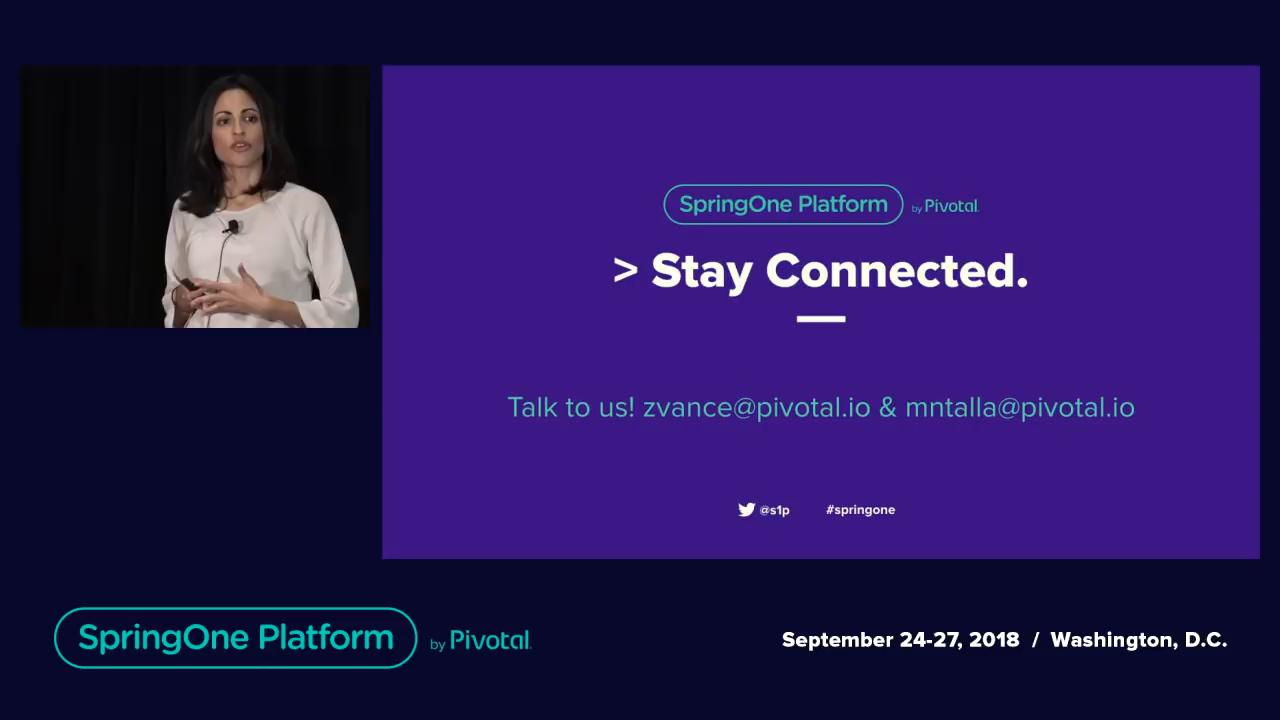 SpringOne Platform by Pivotal.
> Stay Connected.
Talk to us! zvance@pivotal.io & mntalla@pivotal.io
@s1p #springone
SpringOne Platform by Pivotal.
September 24-27, 2018 / Washington, D.C.